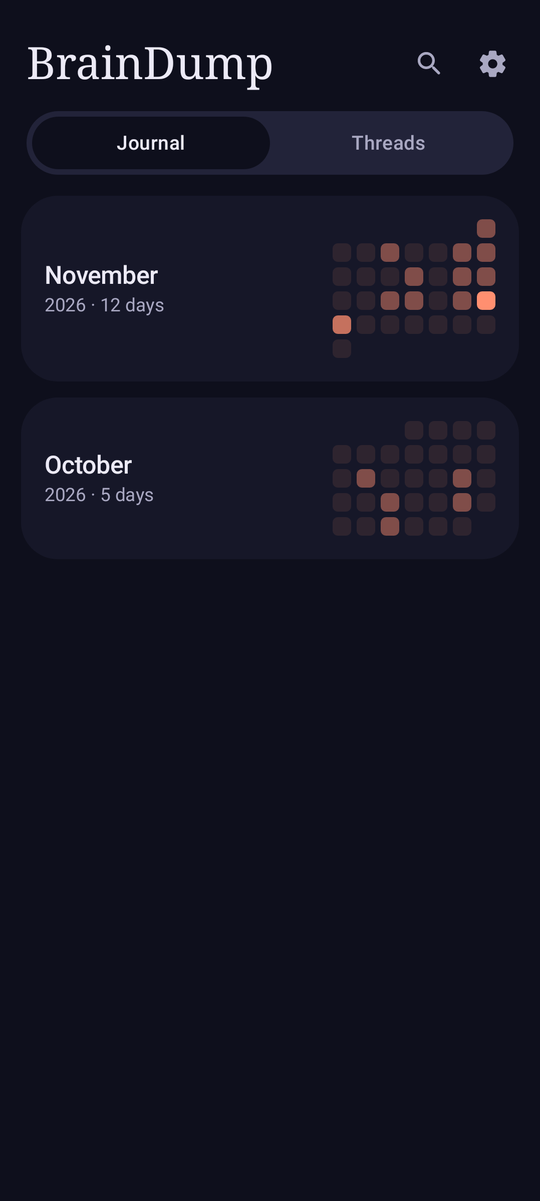 BrainDump
Journal
Threads
November
2026 · 12 days
October
2026 · 5 days